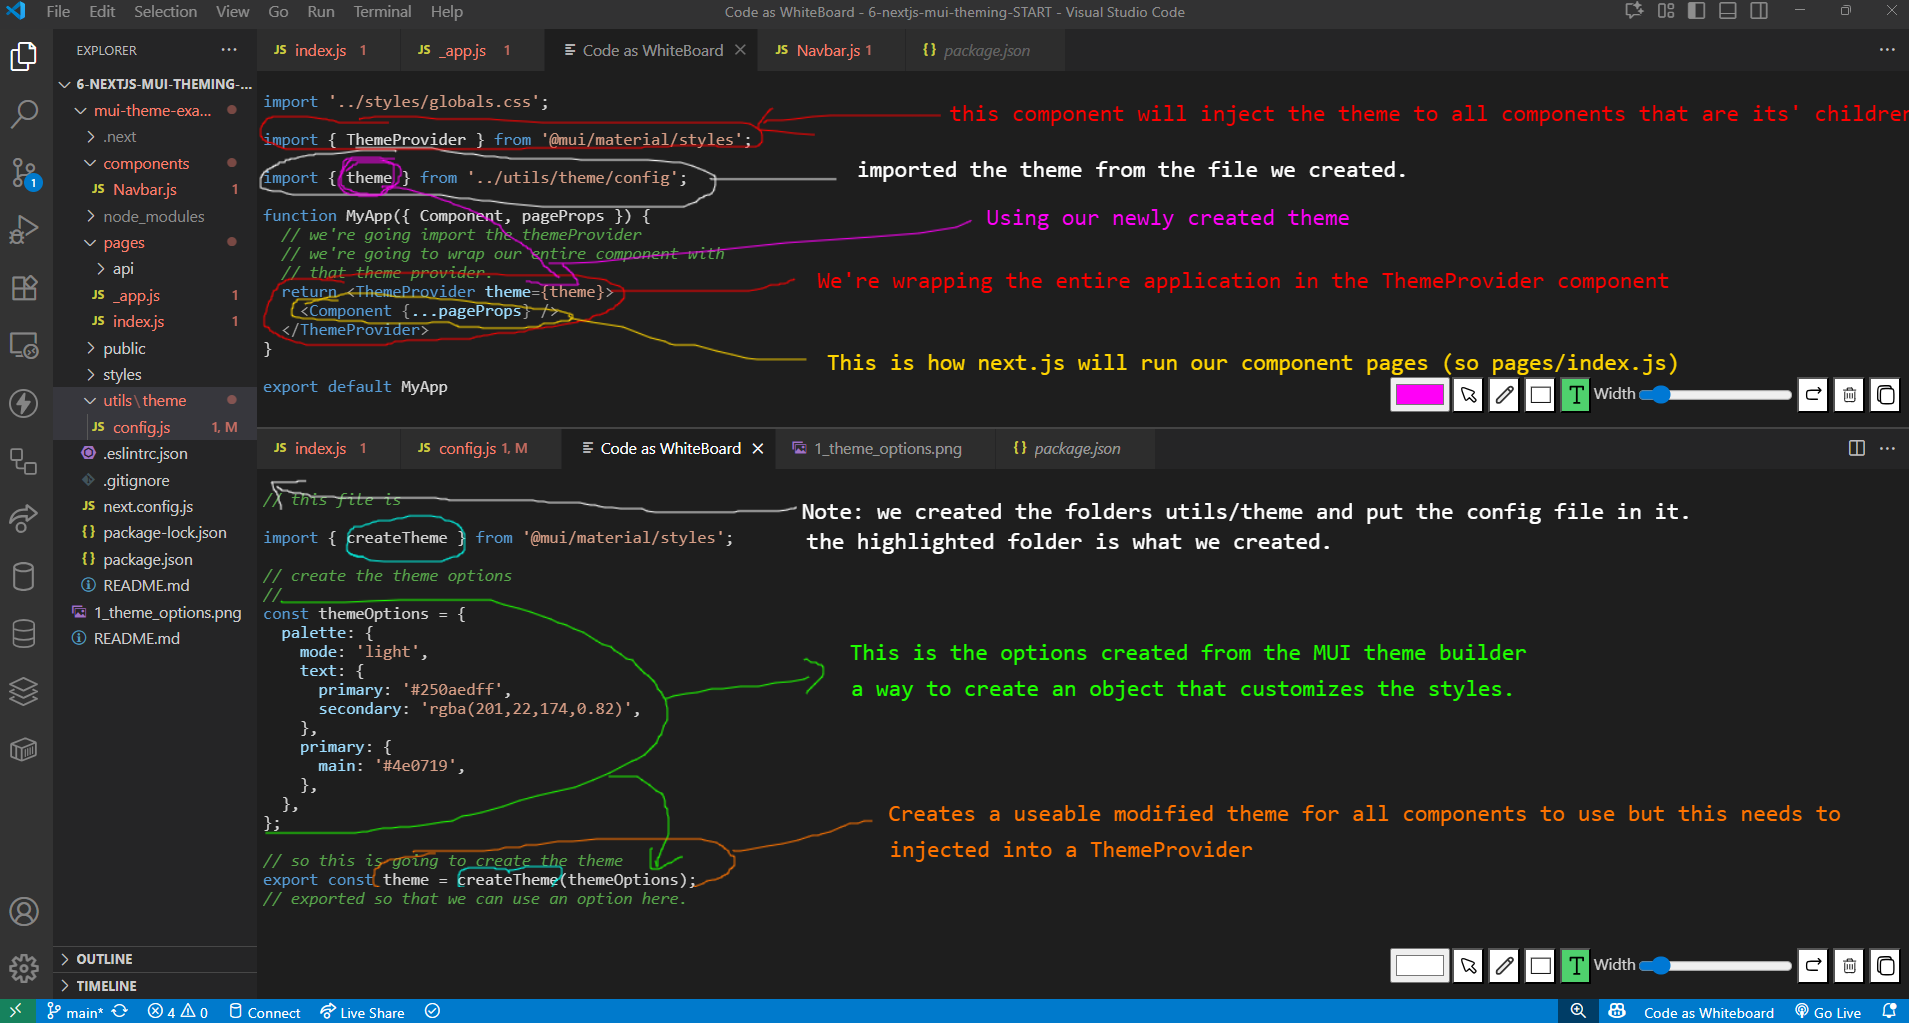 File Edit Selection View Go Run Terminal Help
Code as WhiteBoard - 6-nextjs-mui-theming-START - Visual Studio Code
EXPLORER
6-NEXTJS-MUI-THEMING-...
mui-theme-exa...
.next
components
Navbar.js 1
node_modules
pages
api
_app.js 1
index.js 1
public
styles
utils\theme
config.js 1, M
.eslintrc.json
.gitignore
next.config.js
package-lock.json
package.json
README.md
1_theme_options.png
README.md
OUTLINE
TIMELINE
1
index.js 1 _app.js 1 Code as WhiteBoard Navbar.js 1 package.json
import '../styles/globals.css';
this component will inject the theme to all components that are its' children
import { ThemeProvider } from '@mui/material/styles';
imported the theme from the file we created.
import { theme } from '../utils/theme/config';
function MyApp({ Component, pageProps }) {
Using our newly created theme
// we're going import the themeProvider
// we're going to wrap our entire component with
// that theme provider.
We're wrapping the entire application in the ThemeProvider component
return <ThemeProvider theme={theme}>
<Component {...pageProps} />
</ThemeProvider>
}
This is how next.js will run our component pages (so pages/index.js)
export default MyApp
T Width
index.js 1 config.js 1, M Code as WhiteBoard 1_theme_options.png package.json
// this file is
Note: we created the folders utils/theme and put the config file in it.
the highlighted folder is what we created.
import { createTheme } from '@mui/material/styles';
// create the theme options
//
const themeOptions = {
palette: {
mode: 'light',
text: {
primary: '#250aedff',
secondary: 'rgba(201,22,174,0.82)',
},
primary: {
main: '#4e0719',
},
},
};
This is the options created from the MUI theme builder
a way to create an object that customizes the styles.
Creates a useable modified theme for all components to use but this needs to
injected into a ThemeProvider
// so this is going to create the theme
export const theme = createTheme(themeOptions);
// exported so that we can use an option here.
T Width
main* 4 0 Connect Live Share Code as Whiteboard Go Live